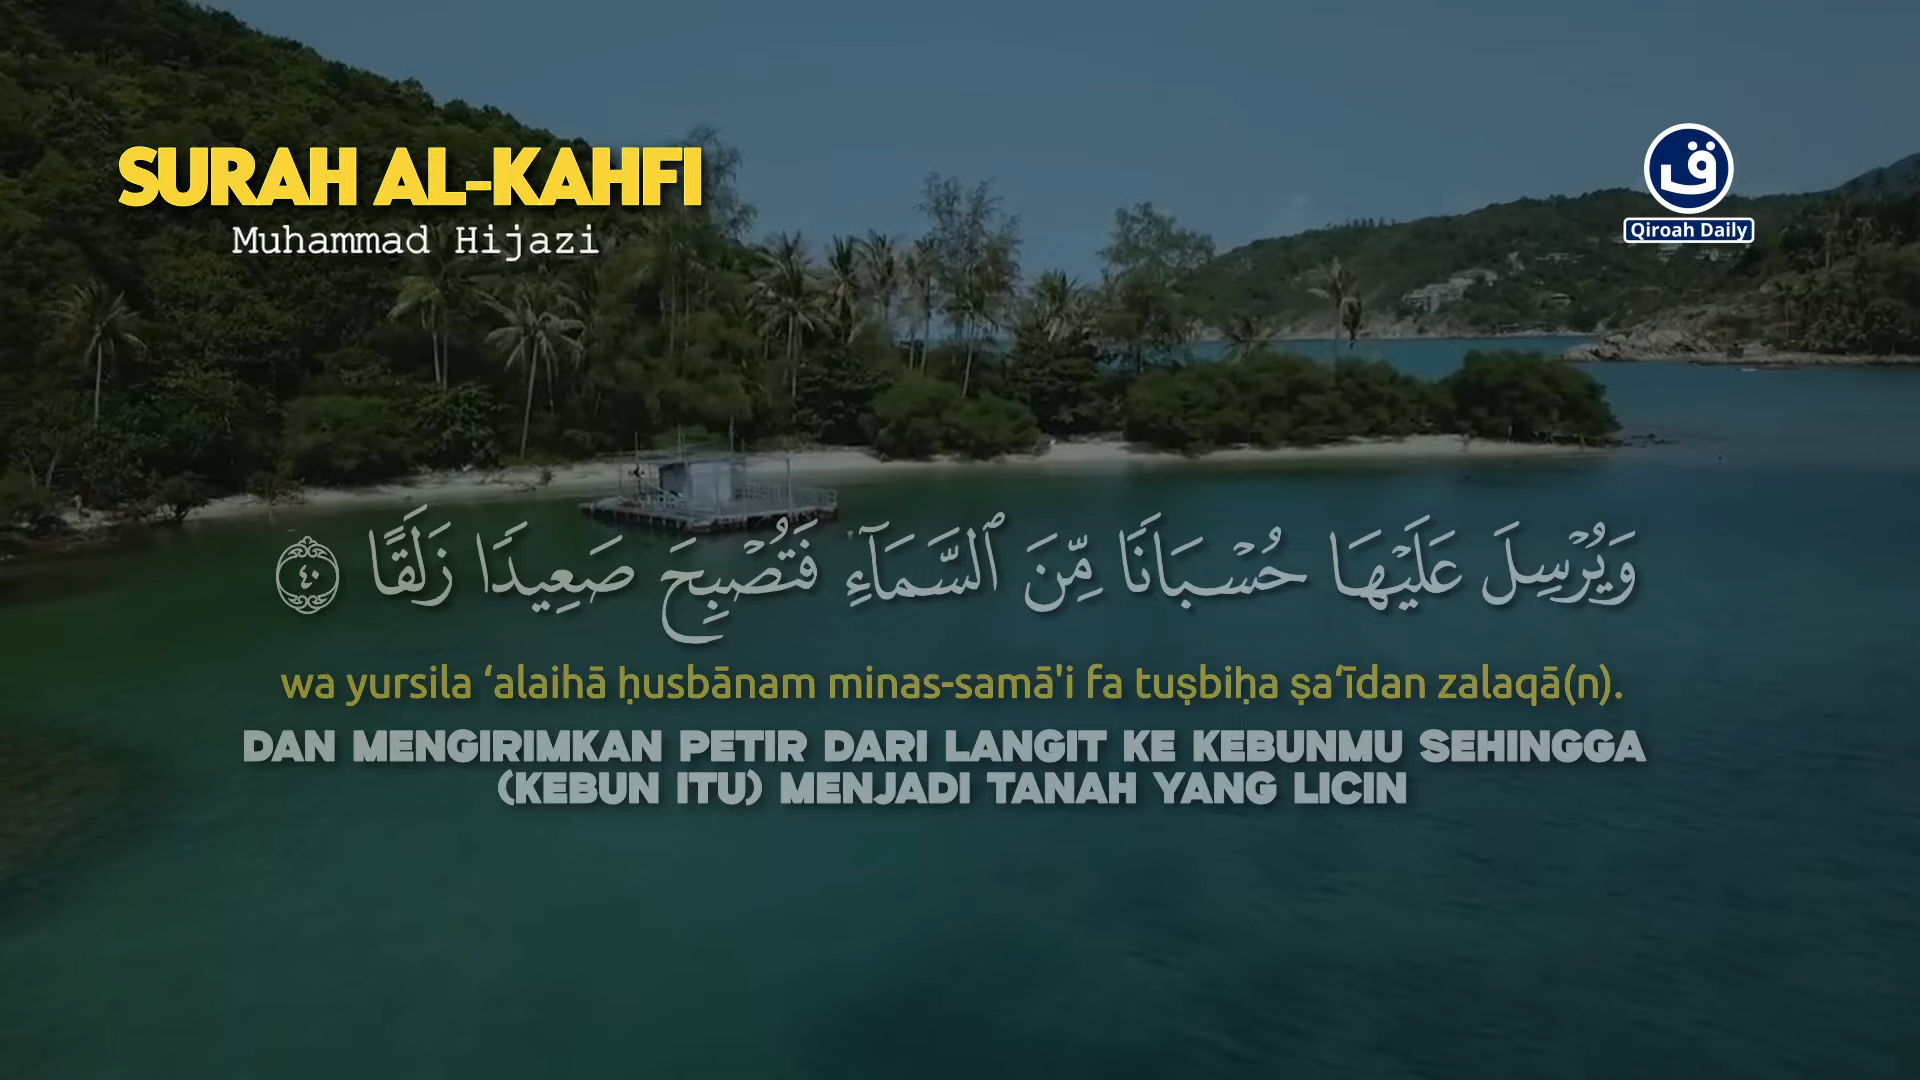 SURAH AL-KAHFI
Muhammad Hijazi
ق
Qiroah Daily
وَيُرْسِلَ عَلَيْهَا حُسْبَانًا مِّنَ ٱلسَّمَآءِ فَتُصْبِحَ صَعِيدًا زَلَقًا ٤٠
wa yursila ‘alaihā ḥusbānam minas-samā'i fa tuṣbiḥa ṣa‘īdan zalaqā(n).
DAN MENGIRIMKAN PETIR DARI LANGIT KE KEBUNMU SEHINGGA
(KEBUN ITU) MENJADI TANAH YANG LICIN